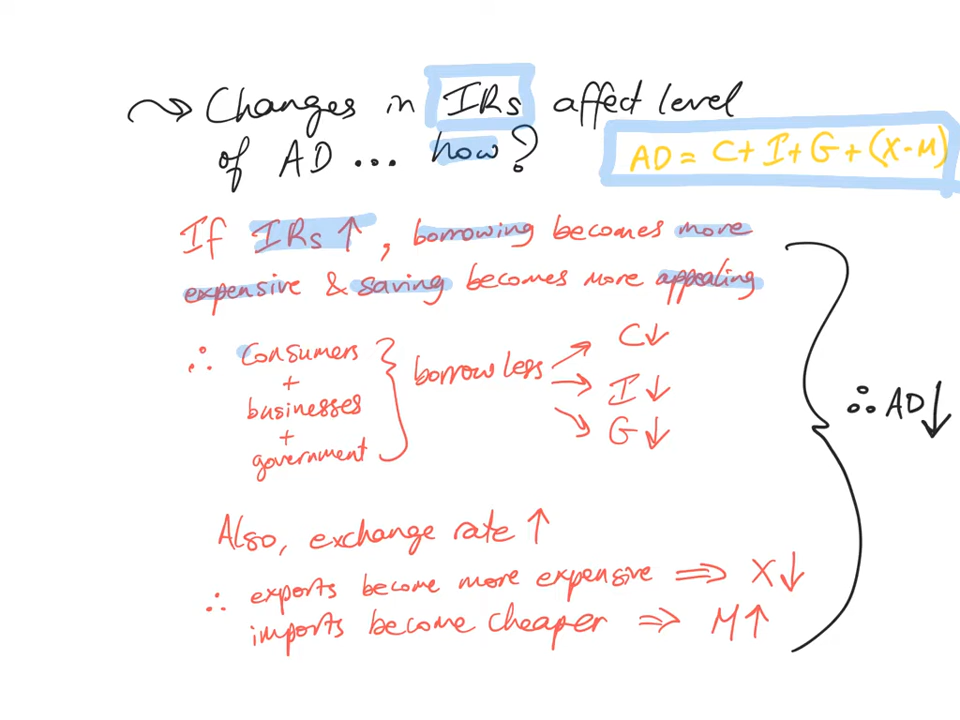 ~> Changes in IRs affect level
of AD ... how?
AD = C + I + G + (X - M)
If IRs ↑, borrowing becomes more
expensive & saving becomes more appealing
∴ Consumers
+
businesses
+
government
borrow less
→ C↓
→ I↓
→ G↓
∴ AD↓
Also, exchange rate ↑
∴ exports become more expensive ⇒ X↓
imports become cheaper ⇒ M↑